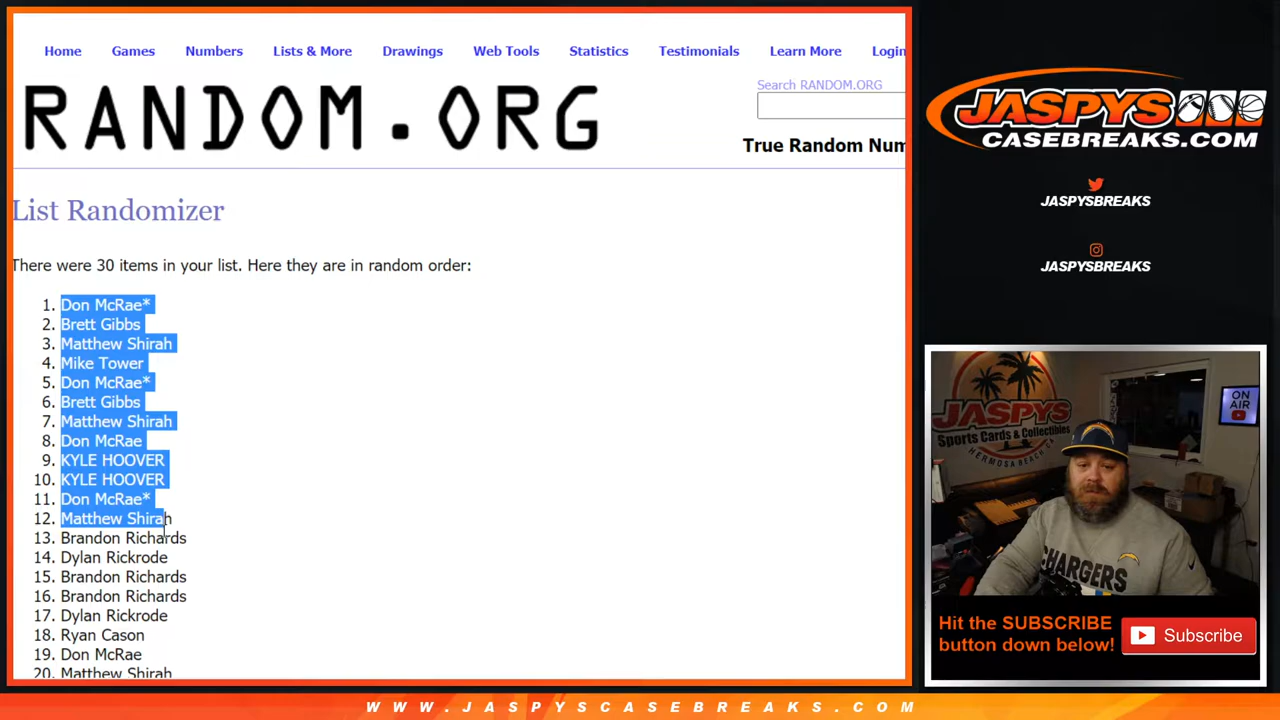 Home Games Numbers Lists & More Drawings Web Tools Statistics Testimonials Learn More Login
Search RANDOM.ORG
RANDOM.ORG
True Random Num
List Randomizer
There were 30 items in your list. Here they are in random order:
1. Don McRae*
2. Brett Gibbs
3. Matthew Shirah
4. Mike Tower
5. Don McRae*
6. Brett Gibbs
7. Matthew Shirah
8. Don McRae
9. KYLE HOOVER
10. KYLE HOOVER
11. Don McRae*
12. Matthew Shirah
13. Brandon Richards
14. Dylan Rickrode
15. Brandon Richards
16. Brandon Richards
17. Dylan Rickrode
18. Ryan Cason
19. Don McRae
20. Matthew Shirah
JASPYS
CASEBREAKS.COM
JASPYSBREAKS
JASPYSBREAKS
JASPYS
Sports Cards & Collectibles
HERMOSA BEACH, CA
ON
AIR
CHARGERS
Hit the SUBSCRIBE
button down below!
Subscribe
WWW.JASPYSCASEBREAKS.COM